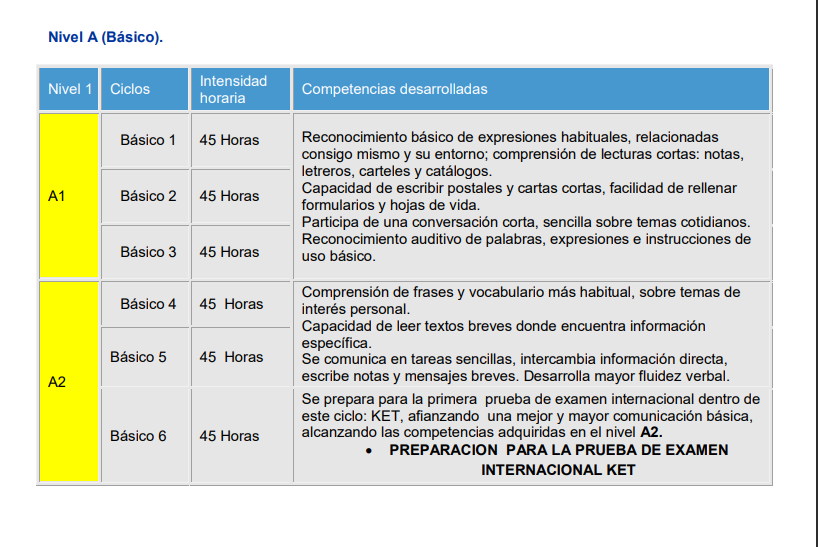 Nivel A (Básico).
Nivel 1
Ciclos
Intensidad
horaria
Competencias desarrolladas
A1
Básico 1
45 Horas
Básico 2
45 Horas
Básico 3
45 Horas
Reconocimiento básico de expresiones habituales, relacionadas
consigo mismo y su entorno; comprensión de lecturas cortas: notas,
letreros, carteles y catálogos.
Capacidad de escribir postales y cartas cortas, facilidad de rellenar
formularios y hojas de vida.
Participa de una conversación corta, sencilla sobre temas cotidianos.
Reconocimiento auditivo de palabras, expresiones e instrucciones de
uso básico.
A2
Básico 4
45  Horas
Básico 5
45  Horas
Comprensión de frases y vocabulario más habitual, sobre temas de
interés personal.
Capacidad de leer textos breves donde encuentra información
específica.
Se comunica en tareas sencillas, intercambia información directa,
escribe notas y mensajes breves. Desarrolla mayor fluidez verbal.
Básico 6
45 Horas
Se prepara para la primera  prueba de examen internacional dentro de
este ciclo: KET, afianzando  una mejor y mayor comunicación básica,
alcanzando las competencias adquiridas en el nivel A2.
• PREPARACION  PARA LA PRUEBA DE EXAMEN
INTERNACIONAL KET